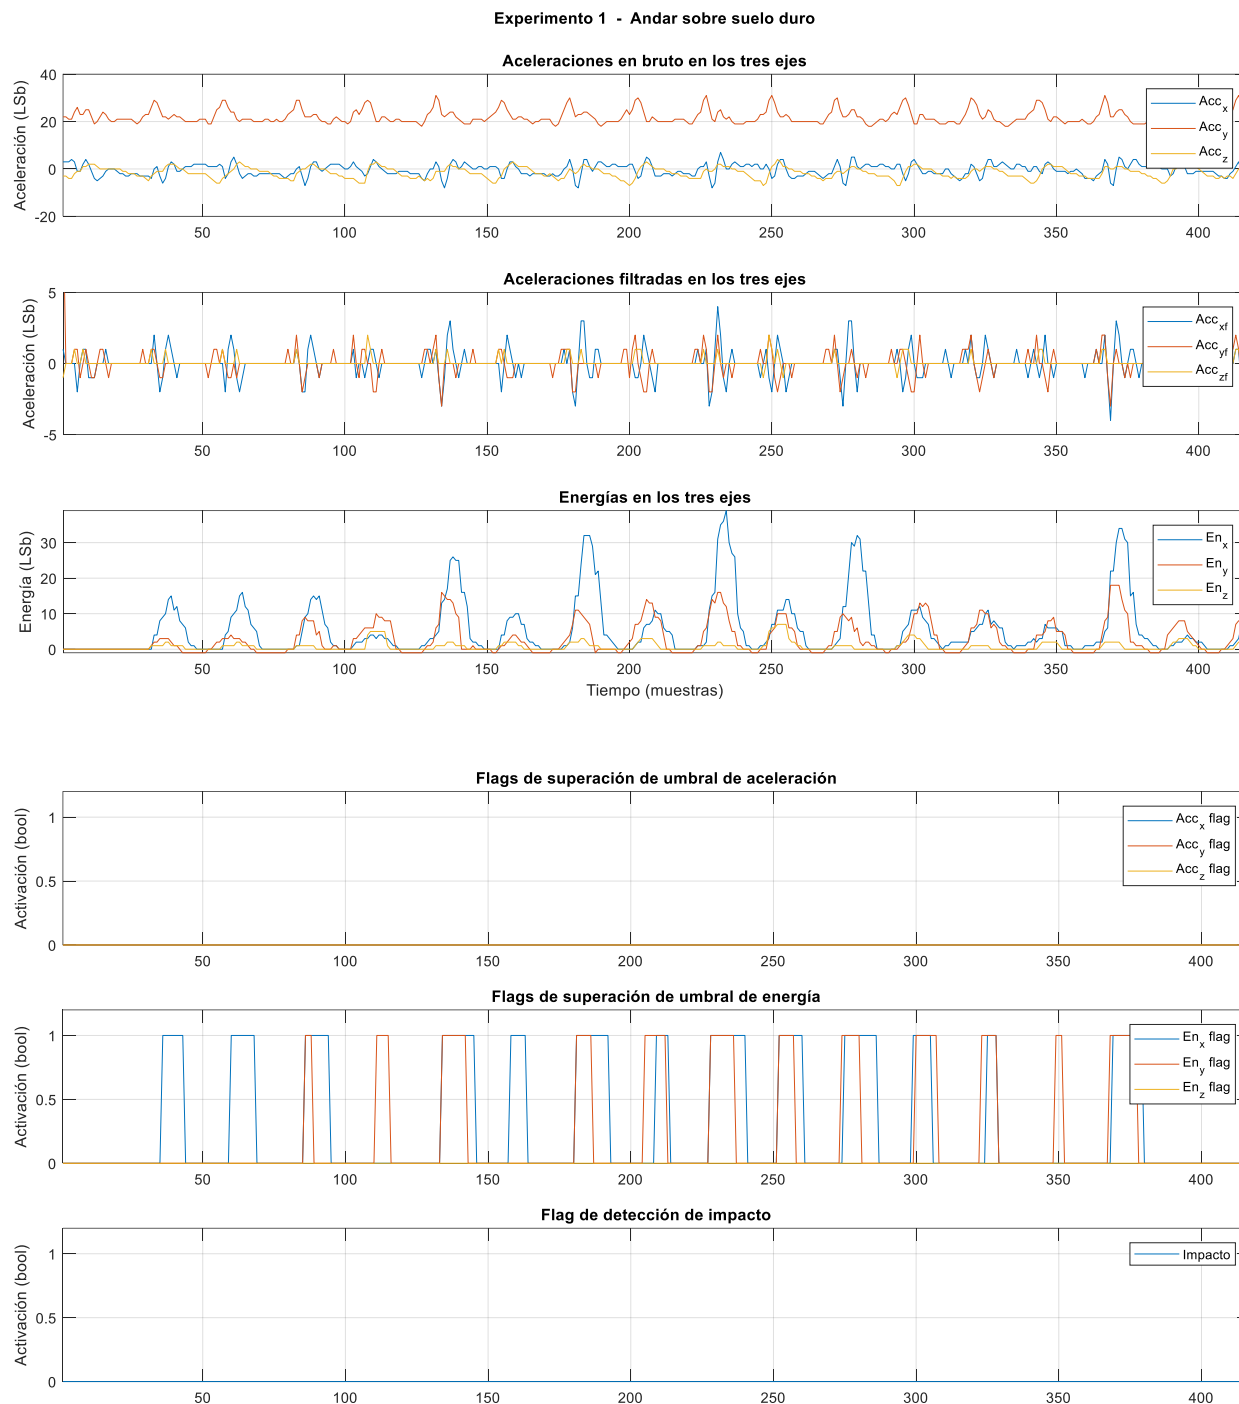 Experimento 1 - Andar sobre suelo duro
Aceleraciones en bruto en los tres ejes
Aceleración (LSb)
40
20
0
-20
50 100 150 200 250 300 350 400
Acc_x
Acc_y
Acc_z
Aceleraciones filtradas en los tres ejes
Aceleración (LSb)
5
0
-5
50 100 150 200 250 300 350 400
Acc_xf
Acc_yf
Acc_zf
Energías en los tres ejes
Energía (LSb)
30
20
10
0
50 100 150 200 250 300 350 400
En_x
En_y
En_z
Tiempo (muestras)
Flags de superación de umbral de aceleración
Activación (bool)
1
0.5
0
50 100 150 200 250 300 350 400
Acc_x flag
Acc_y flag
Acc_z flag
Flags de superación de umbral de energía
Activación (bool)
1
0.5
0
50 100 150 200 250 300 350 400
En_x flag
En_y flag
En_z flag
Flag de detección de impacto
Activación (bool)
1
0.5
0
50 100 150 200 250 300 350 400
Impacto